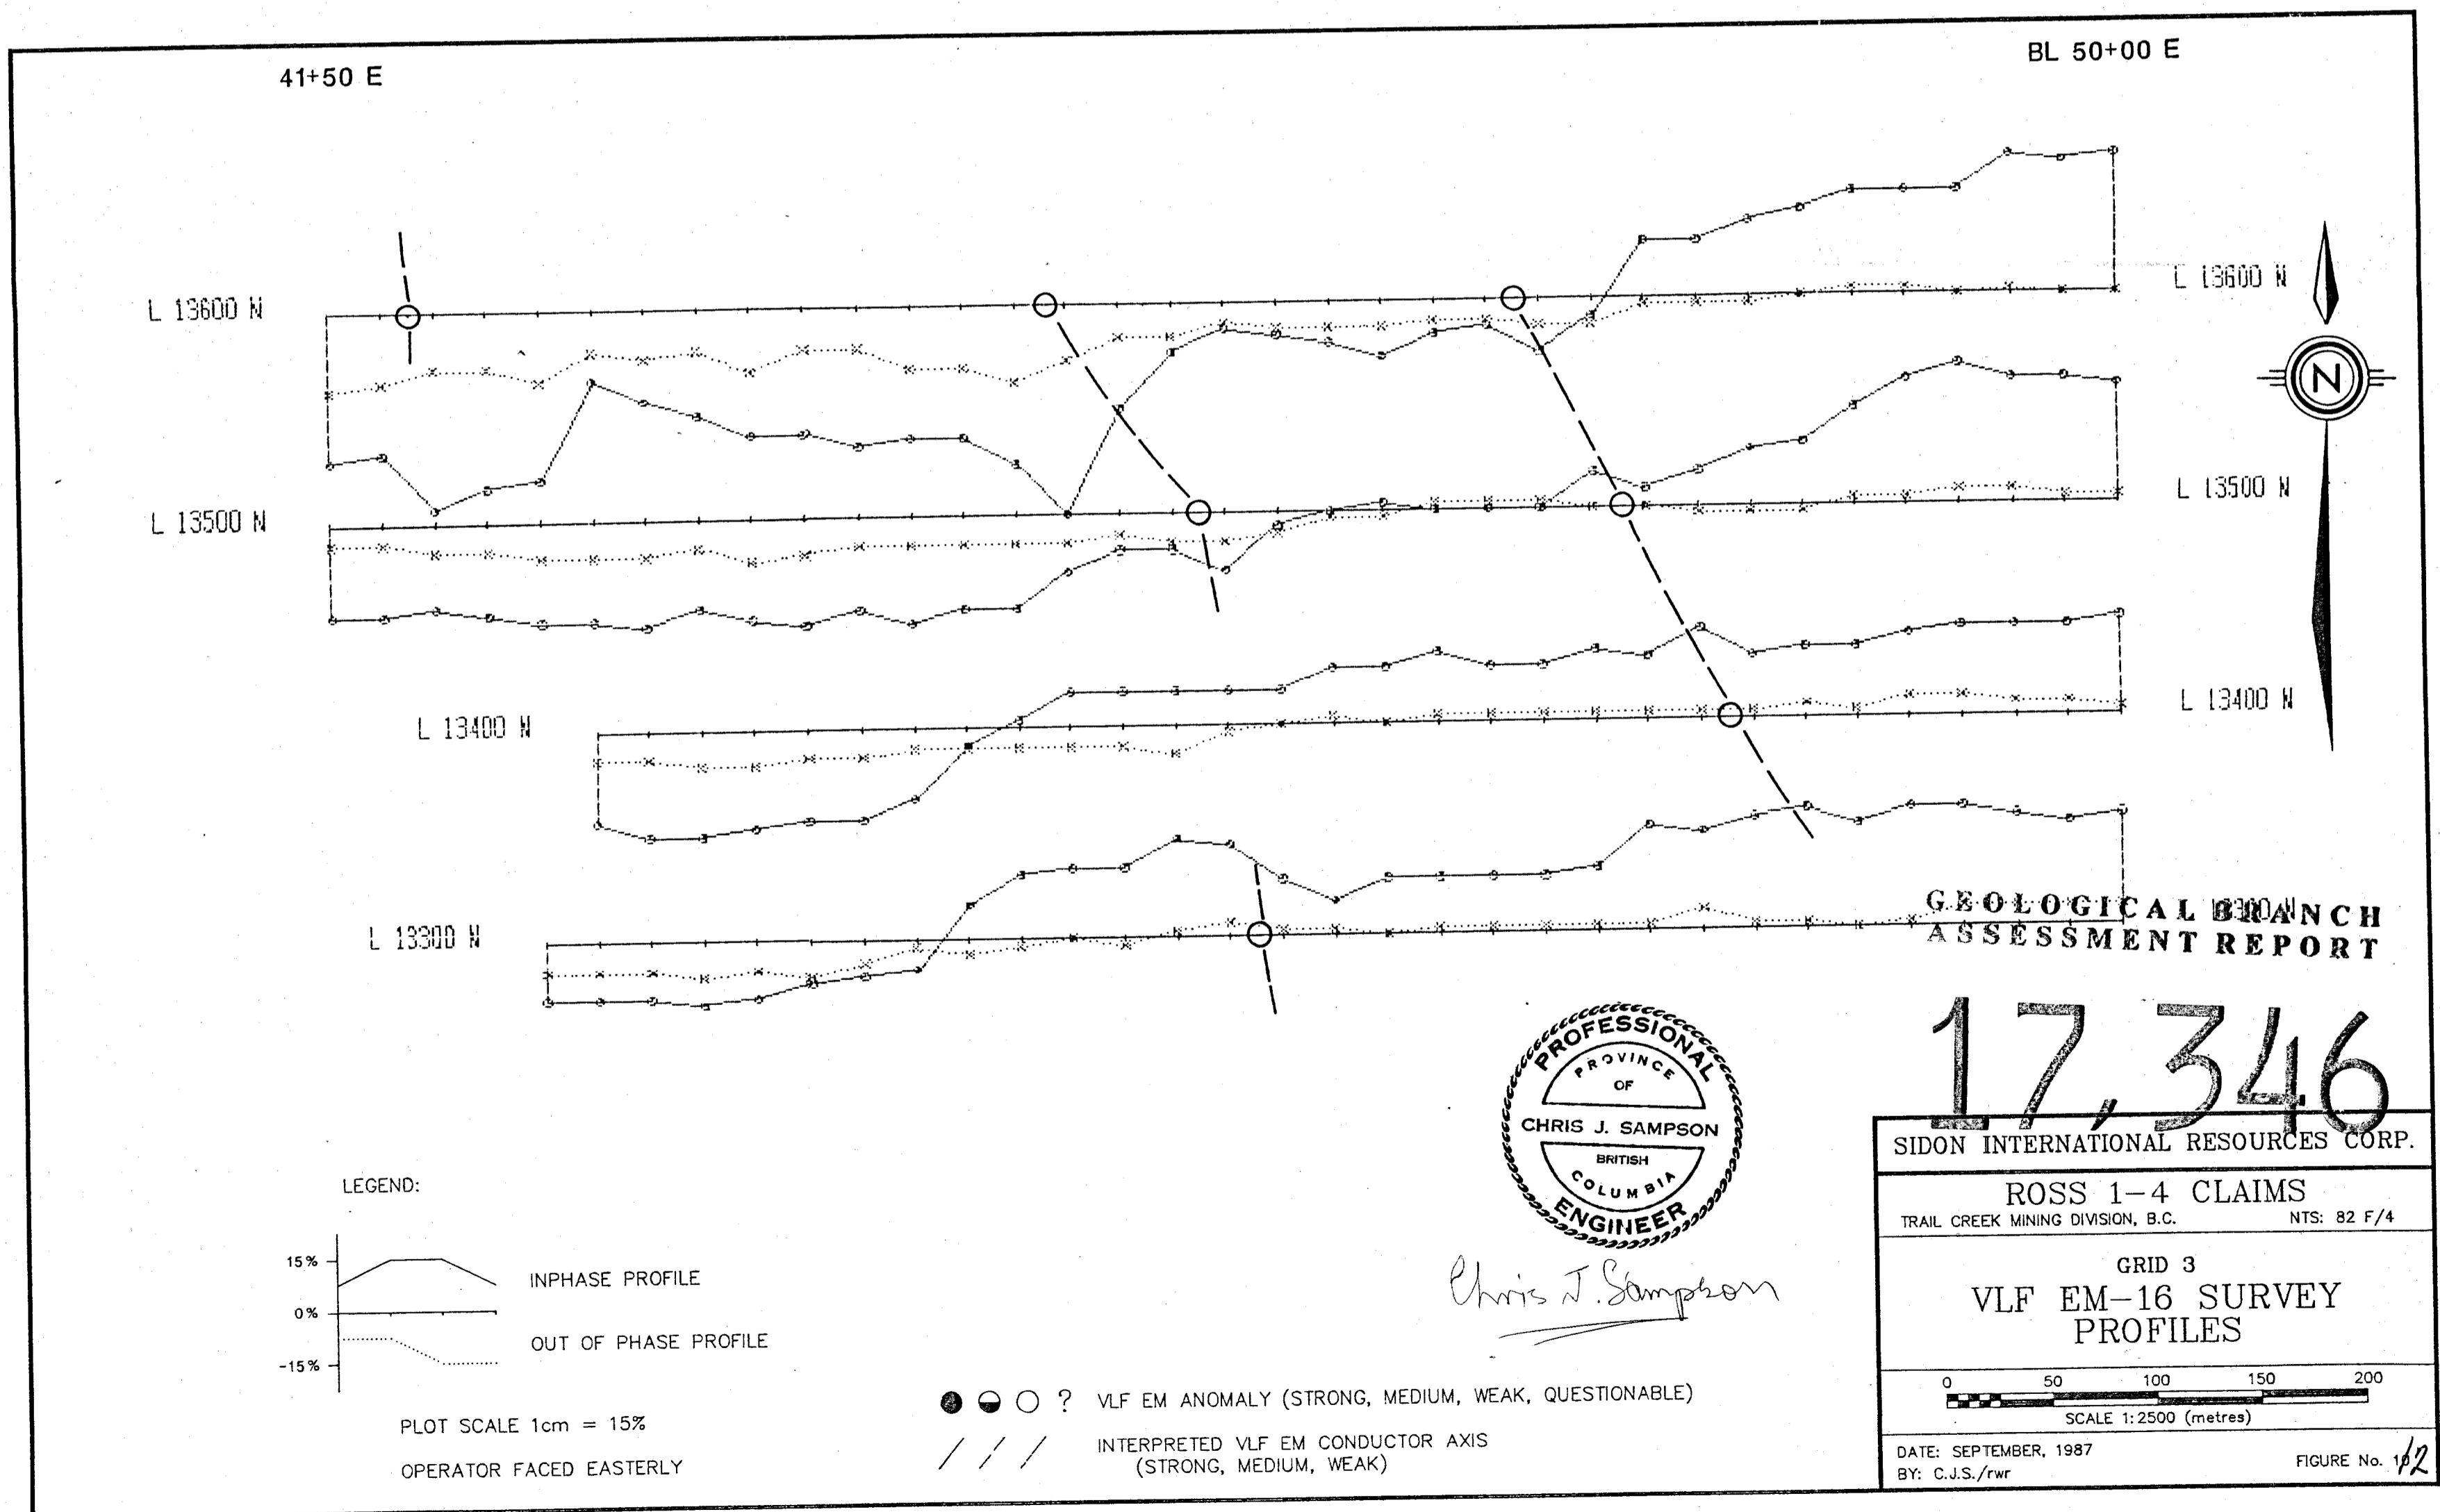 41+50 E
BL 50+00 E
L 13600 N
L 13600 N
N
L 13500 N
L 13500 N
L 13400 N
L 13400 N
L 13300 N
GEOLOGICAL BRANCH
ASSESSMENT REPORT
17,346
PROFESSIONAL
PROVINCE
OF
CHRIS J. SAMPSON
BRITISH
COLUMBIA
ENGINEER
Chris J. Sampson
SIDON INTERNATIONAL RESOURCES CORP.
ROSS 1-4 CLAIMS
TRAIL CREEK MINING DIVISION, B.C. NTS: 82 F/4
GRID 3
VLF EM-16 SURVEY
PROFILES
0 50 100 150 200
SCALE 1:2500 (metres)
DATE: SEPTEMBER, 1987
BY: C.J.S./rwr
FIGURE No. 12
LEGEND:
15%
INPHASE PROFILE
0%
OUT OF PHASE PROFILE
-15%
PLOT SCALE 1cm = 15%
OPERATOR FACED EASTERLY
? VLF EM ANOMALY (STRONG, MEDIUM, WEAK, QUESTIONABLE)
INTERPRETED VLF EM CONDUCTOR AXIS
(STRONG, MEDIUM, WEAK)